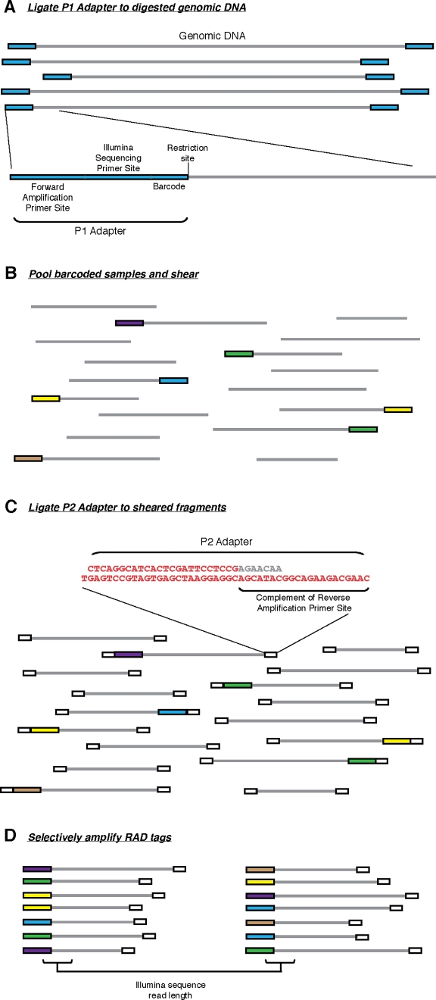 A Ligate P1 Adapter to digested genomic DNA
Genomic DNA
Illumina
Sequencing
Primer Site
Restriction
site
Forward
Amplification
Primer Site
Barcode
P1 Adapter
B Pool barcoded samples and shear
C Ligate P2 Adapter to sheared fragments
P2 Adapter
CTCAGGCATCACTCGATTCCTCCGAGAACAA
TGAGTCCGTAGTGAGCTAAGGAGGCAGCATACGGCAGAAGACGAAC
Complement of Reverse
Amplification Primer Site
D Selectively amplify RAD tags
Illumina sequence
read length